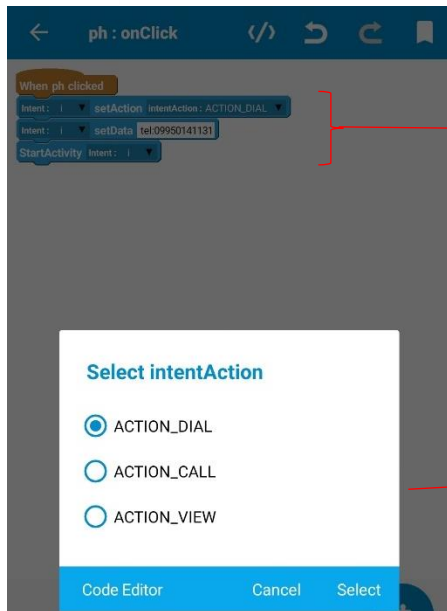 ph : onClick </>
When ph clicked
Intent : i setAction IntentAction : ACTION_DIAL
Intent : i setData tel:09950141131
StartActivity Intent : i
Select intentAction
ACTION_DIAL
ACTION_CALL
ACTION_VIEW
Code Editor Cancel Select